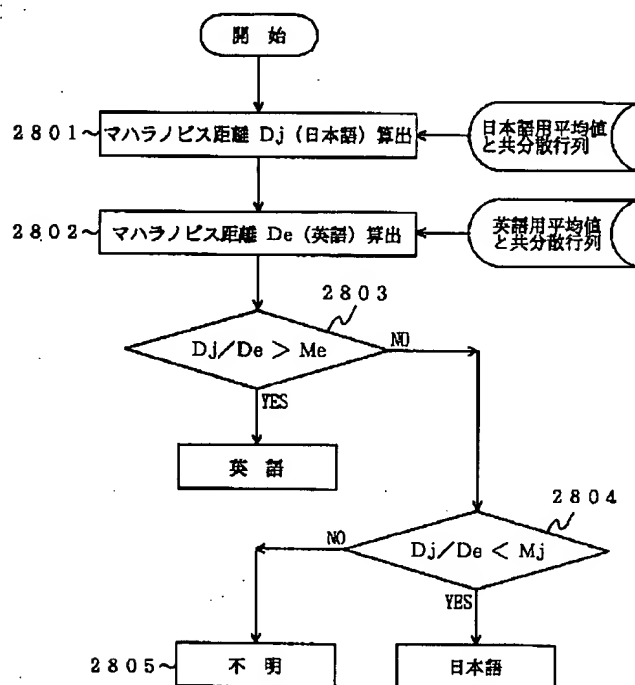 開始
2801 マハラノビス距離 Dj (日本語) 算出
日本語用平均値
と共分散行列
2802 マハラノビス距離 De (英語) 算出
英語用平均値
と共分散行列
2803
Dj/De > Me
NO
YES
英語
2804
Dj/De < Mj
NO
YES
2805 不明
日本語